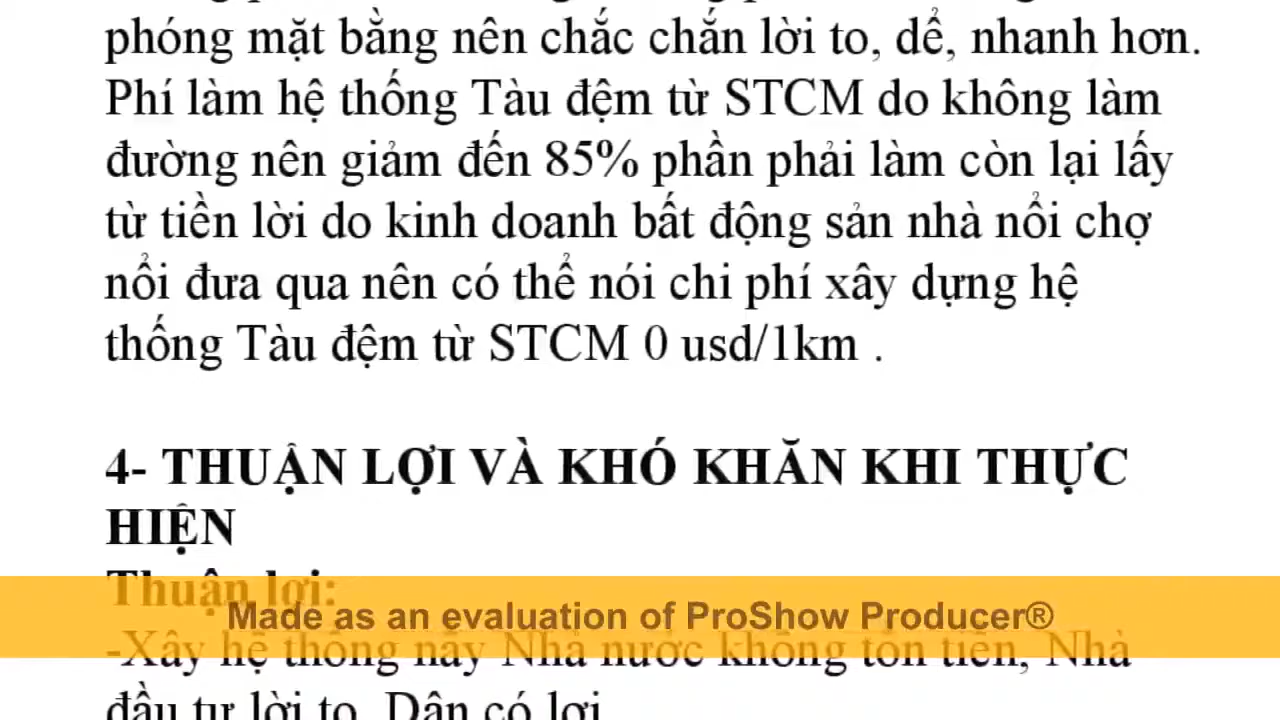 phóng mặt bằng nên chắc chắn lời to, dể, nhanh hơn.
Phí làm hệ thống Tàu đệm từ STCM do không làm
đường nên giảm đến 85% phần phải làm còn lại lấy
từ tiền lời do kinh doanh bất động sản nhà nổi chợ
nổi đưa qua nên có thể nói chi phí xây dựng hệ
thống Tàu đệm từ STCM 0 usd/1km .
4- THUẬN LỢI VÀ KHÓ KHĂN KHI THỰC
HIỆN
Thuận lợi:
Made as an evaluation of ProShow Producer®
-Xây hệ thống này Nhà nước không tốn tiền, Nhà
đầu tư lời to, Dân có lợi